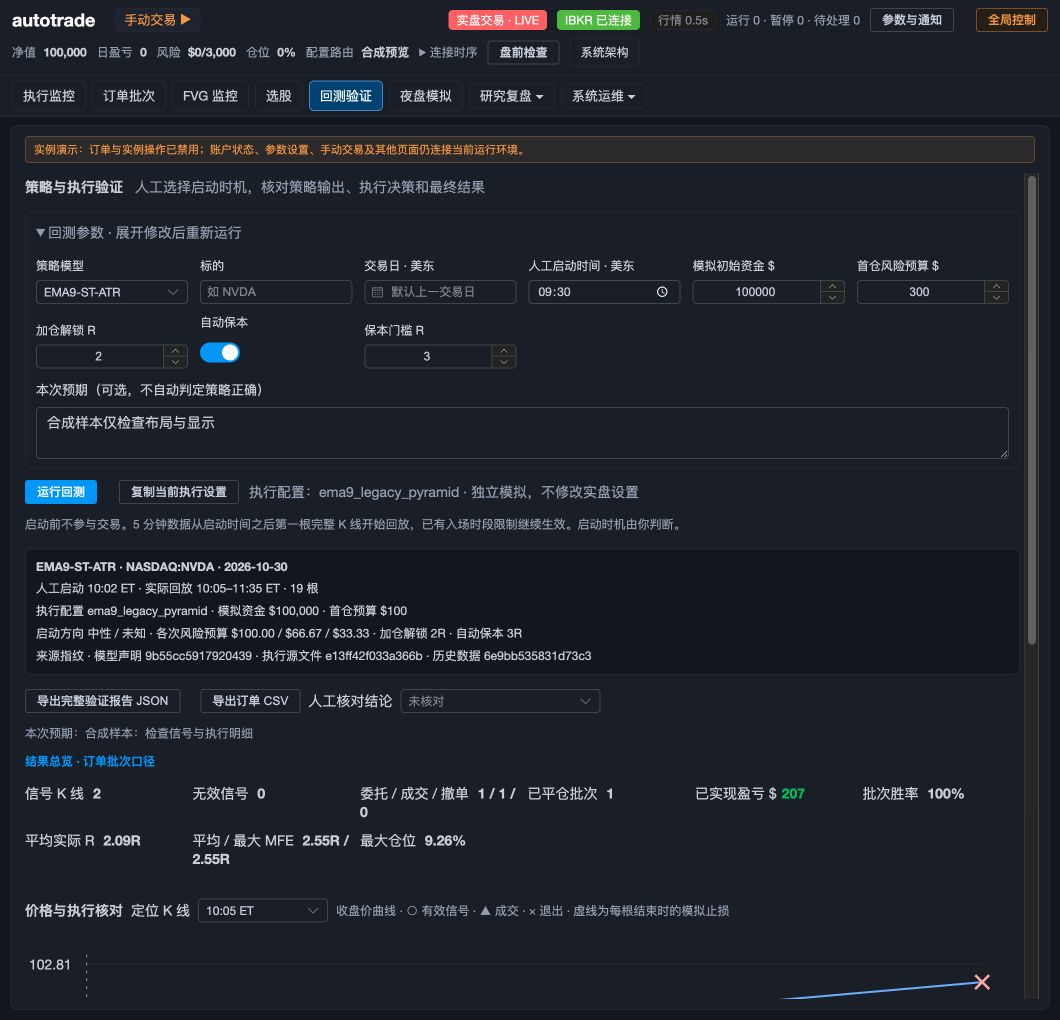 autotrade 手动交易 ▶ 实盘交易 · LIVE IBKR 已连接 行情 0.5s 运行 0 · 暂停 0 · 待处理 0 参数与通知 全局控制
净值 100,000 日盈亏 0 风险 $0/3,000 仓位 0% 配置路由 合成预览 ▶ 连接时序 盘前检查 系统架构
执行监控 订单批次 FVG 监控 选股 回测验证 夜盘模拟 研究复盘 系统运维
实例演示：订单与实例操作已禁用；账户状态、参数设置、手动交易及其他页面仍连接当前运行环境。
策略与执行验证 人工选择启动时机，核对策略输出、执行决策和最终结果
▼回测参数 · 展开修改后重新运行
策略模型 标的 交易日 · 美东 人工启动时间 · 美东 模拟初始资金 $ 首仓风险预算 $
EMA9-ST-ATR 如 NVDA 默认上一交易日 09:30 100000 300
加仓解锁 R 自动保本 保本门槛 R
2 3
本次预期（可选，不自动判定策略正确）
合成样本仅检查布局与显示
运行回测 复制当前执行设置 执行配置：ema9_legacy_pyramid · 独立模拟，不修改实盘设置
启动前不参与交易。5 分钟数据从启动时间之后第一根完整 K 线开始回放，已有入场时段限制继续生效。启动时机由你判断。
EMA9-ST-ATR · NASDAQ:NVDA · 2026-10-30
人工启动 10:02 ET · 实际回放 10:05–11:35 ET · 19 根
执行配置 ema9_legacy_pyramid · 模拟资金 $100,000 · 首仓预算 $100
启动方向 中性 / 未知 · 各次风险预算 $100.00 / $66.67 / $33.33 · 加仓解锁 2R · 自动保本 3R
来源指纹 · 模型声明 9b55cc5917920439 · 执行源文件 e13ff42f033a366b · 历史数据 6e9bb535831d73c3
导出完整验证报告 JSON 导出订单 CSV 人工核对结论 未核对
本次预期：合成样本：检查信号与执行明细
结果总览 · 订单批次口径
信号 K 线 2 无效信号 0 委托 / 成交 / 撤单 1 / 1 / 0 已平仓批次 1 已实现盈亏 $ 207 批次胜率 100%
平均实际 R 2.09R 平均 / 最大 MFE 2.55R / 2.55R 最大仓位 9.26%
价格与执行核对 定位 K 线 10:05 ET 收盘价曲线 · ○ 有效信号 · ▲ 成交 · × 退出 · 虚线为每根结束时的模拟止损
102.81